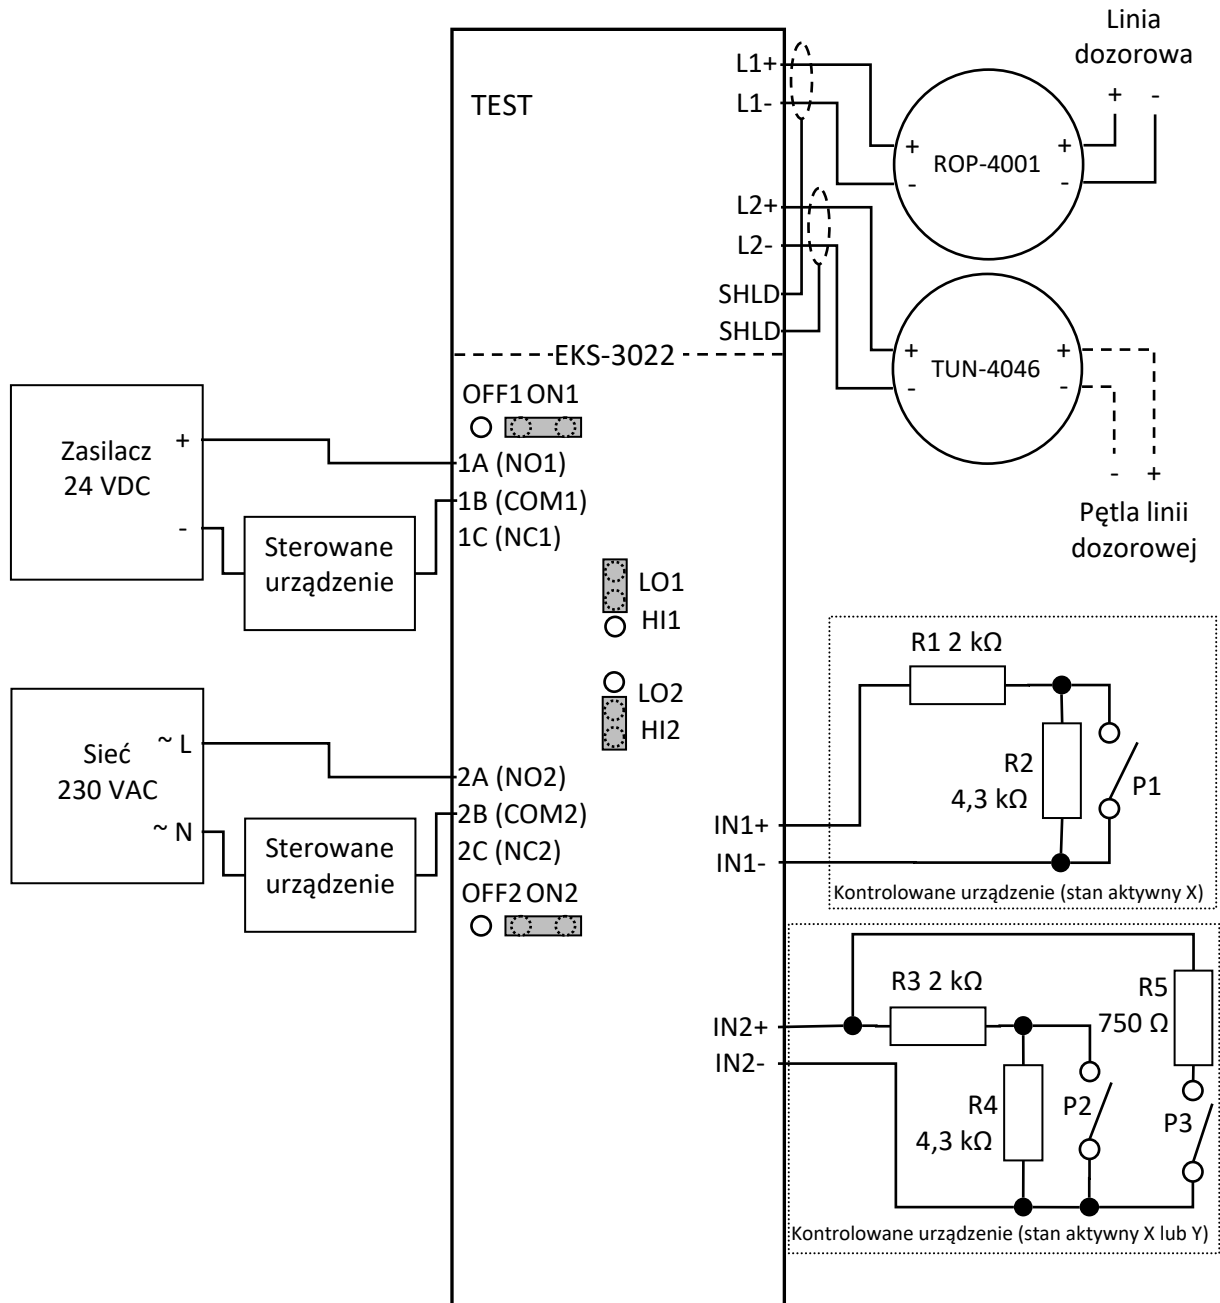 Linia
dozorowa
+ -
L1+
L1-
TEST
+ ROP-4001 +
- -
L2+
L2-
SHLD
SHLD
EKS-3022
+ TUN-4046 +
- -
- +
Pętla linii
dozorowej
OFF1 ON1
Zasilacz
24 VDC
+
-
1A (NO1)
1B (COM1)
1C (NC1)
Sterowane
urządzenie
LO1
HI1
LO2
HI2
Sieć
230 VAC
~ L
~ N
2A (NO2)
2B (COM2)
2C (NC2)
Sterowane
urządzenie
OFF2 ON2
R1 2 kΩ
R2
4,3 kΩ
P1
IN1+
IN1-
Kontrolowane urządzenie (stan aktywny X)
R3 2 kΩ
R5
750 Ω
IN2+
IN2-
R4
4,3 kΩ
P2
P3
Kontrolowane urządzenie (stan aktywny X lub Y)